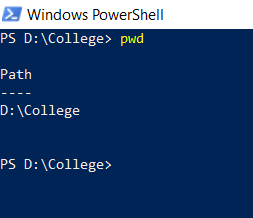 Windows PowerShell
PS D:\College> pwd
Path
----
D:\College
PS D:\College>